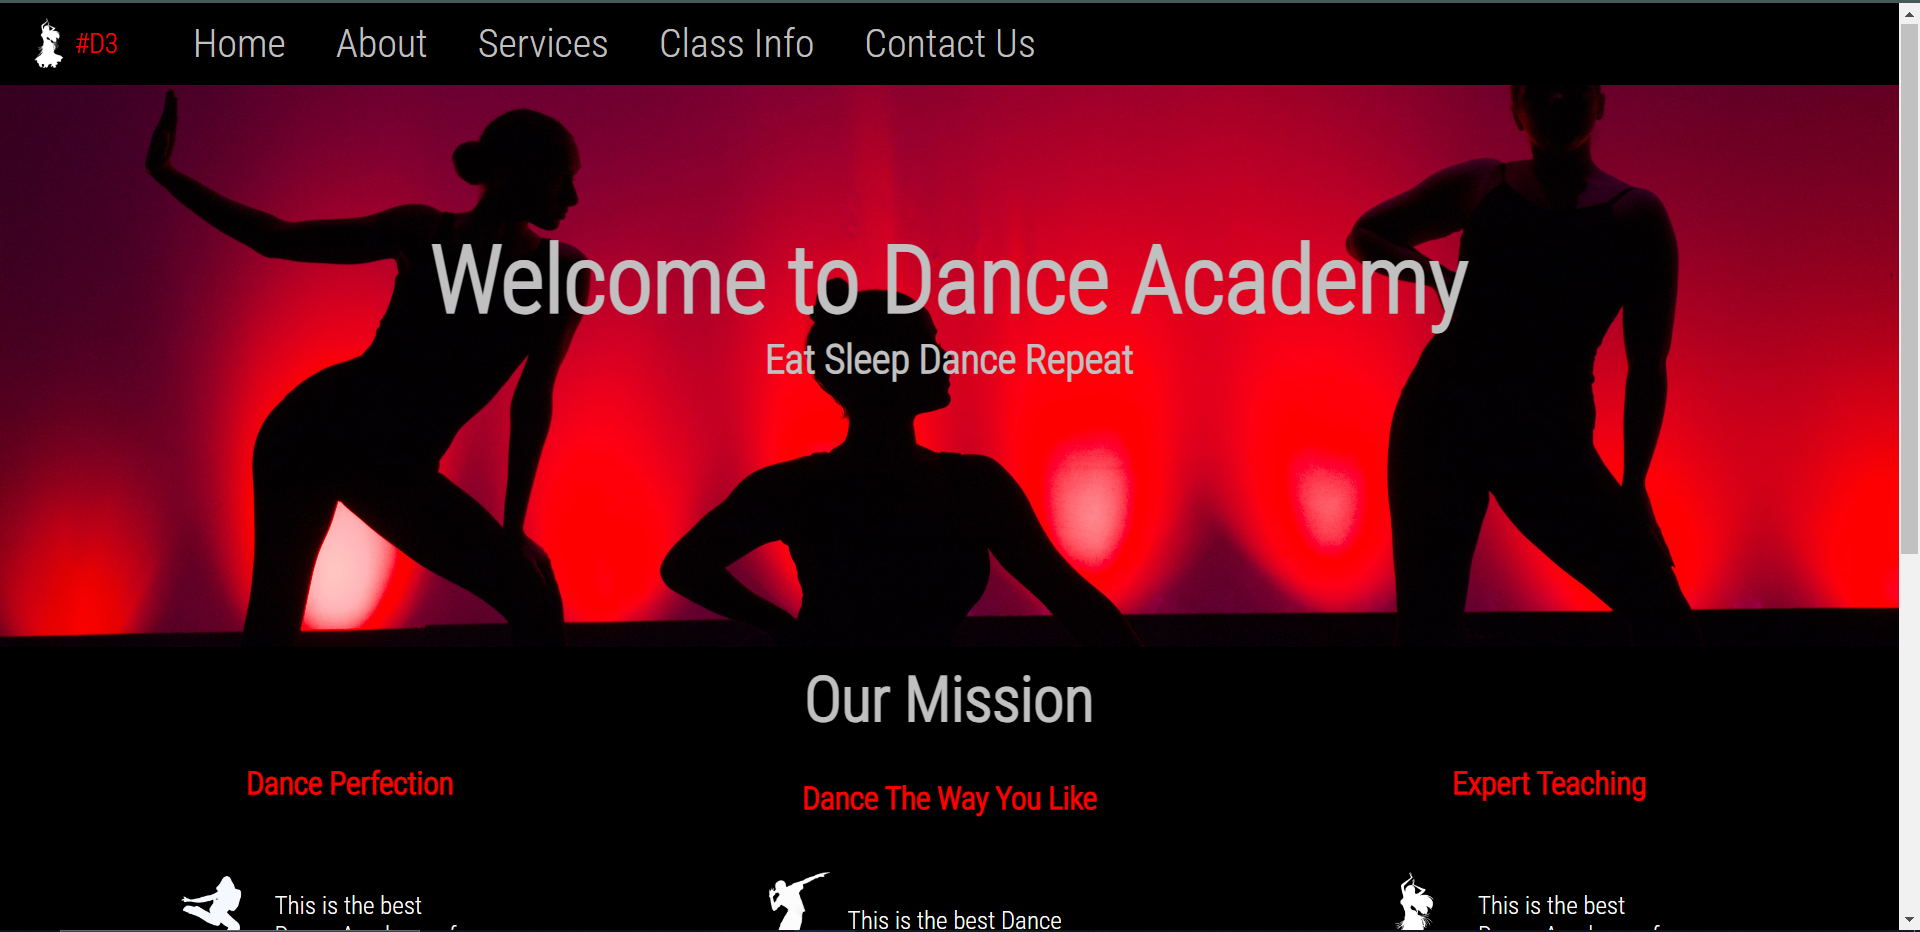 #D3 Home About Services Class Info Contact Us
Welcome to Dance Academy
Eat Sleep Dance Repeat
Our Mission
Dance Perfection
Dance The Way You Like
Expert Teaching
This is the best
This is the best Dance
This is the best